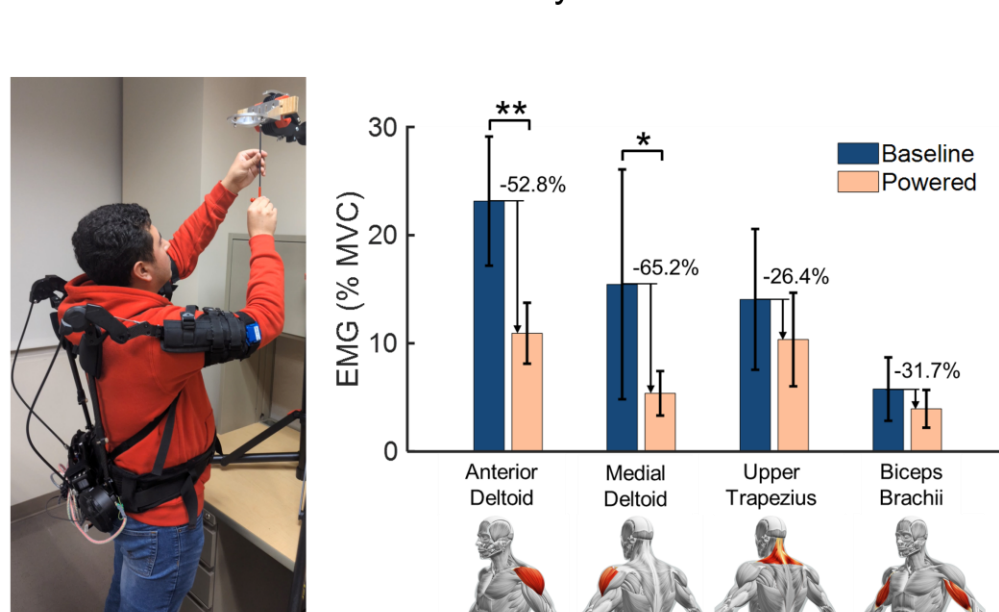 **
*
30
20
10
0
EMG (% MVC)
Baseline
Powered
-52.8%
-65.2%
-26.4%
-31.7%
Anterior
Deltoid
Medial
Deltoid
Upper
Trapezius
Biceps
Brachii